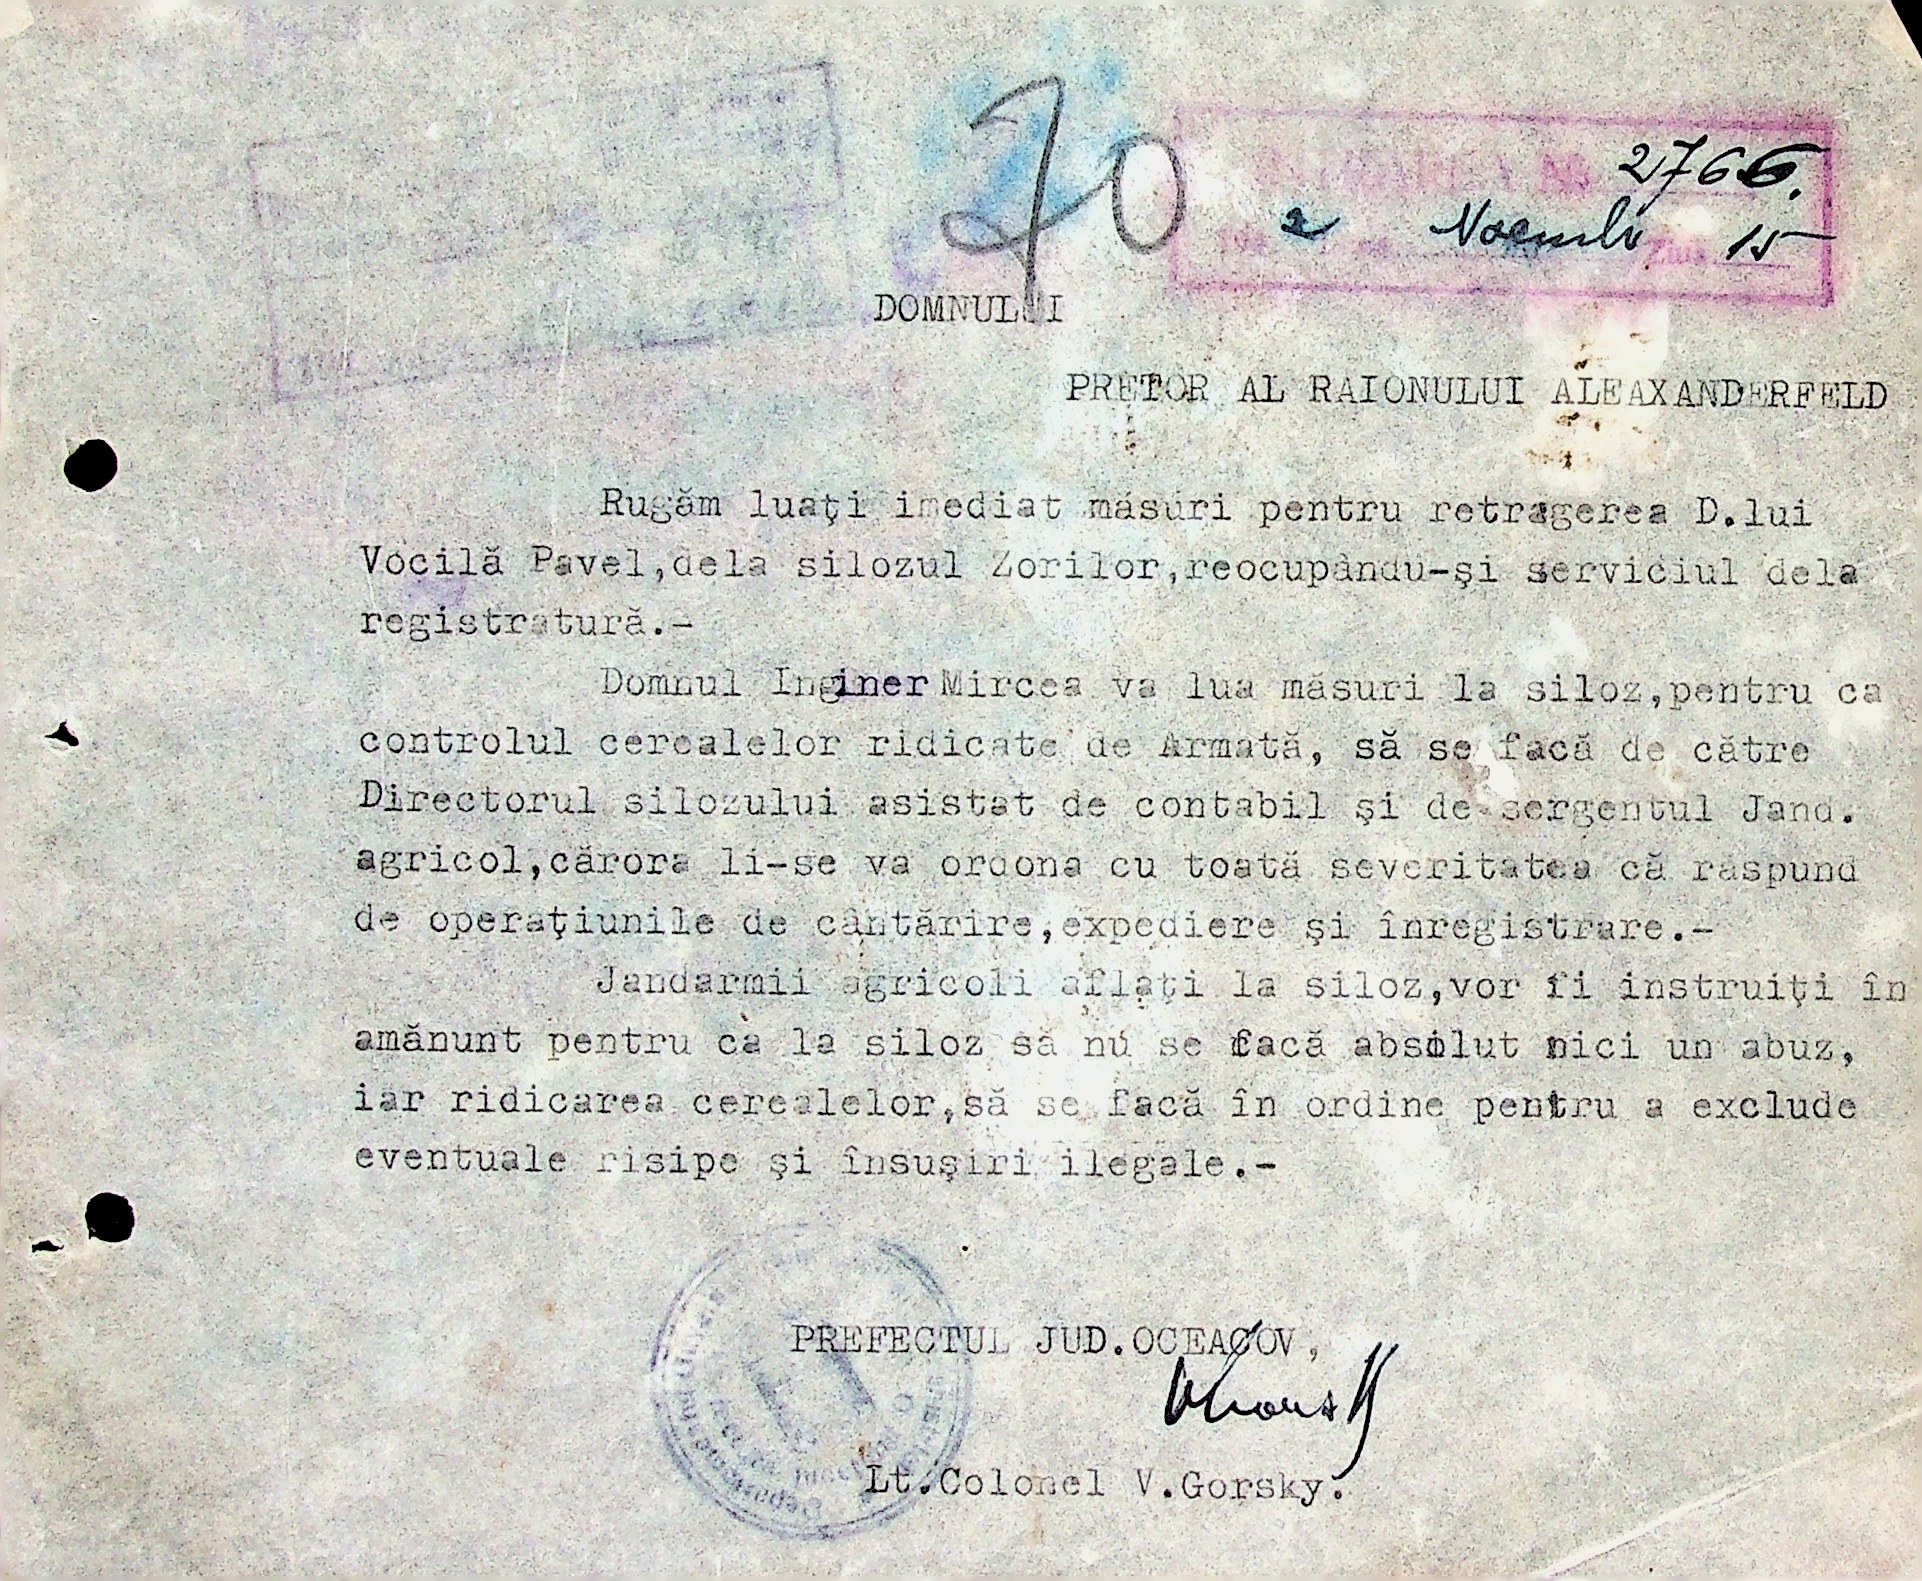 70
2766.
2 Noembr 15
DOMNULUI
PRETOR AL RAIONULUI ALEAXANDERFELD
Rugăm luaţi imediat măsuri pentru retragerea D.lui
Vocilă Pavel,dela silozul Zorilor,reocupându-şi serviciul dela
registratură.-
Domnul Inginer Mircea va lua măsuri la siloz,pentru ca
controlul cerealelor ridicate de Armată, să se facă de către
Directorul silozului asistat de contabil şi de sergentul Jand.
agricol,cărora li-se va ordona cu toată severitatea că răspund
de operaţiunile de cântărire,expediere şi înregistrare.-
Jandarmii agricoli aflaţi la siloz,vor fi instruiţi în
amănunt pentru ca la siloz să nu se facă absolut nici un abuz,
iar ridicarea cerealelor,să se facă în ordine pentru a exclude
eventuale risipe şi însuşiri ilegale.-
PREFECTUL JUD.OCEACOV,
Lt.Colonel V.Gorsky.